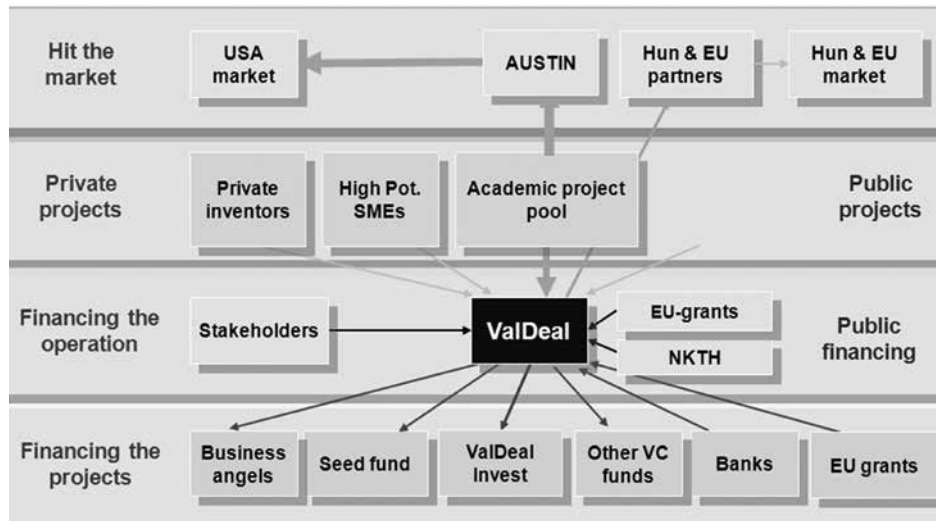 Hit the
market
USA
market
AUSTIN
Hun & EU
partners
Hun & EU
market
Private
projects
Private
inventors
High Pot.
SMEs
Academic project
pool
Public
projects
Financing the
operation
Stakeholders
ValDeal
EU-grants
NKTH
Public
financing
Financing the
projects
Business
angels
Seed fund
ValDeal
Invest
Other VC
funds
Banks
EU grants